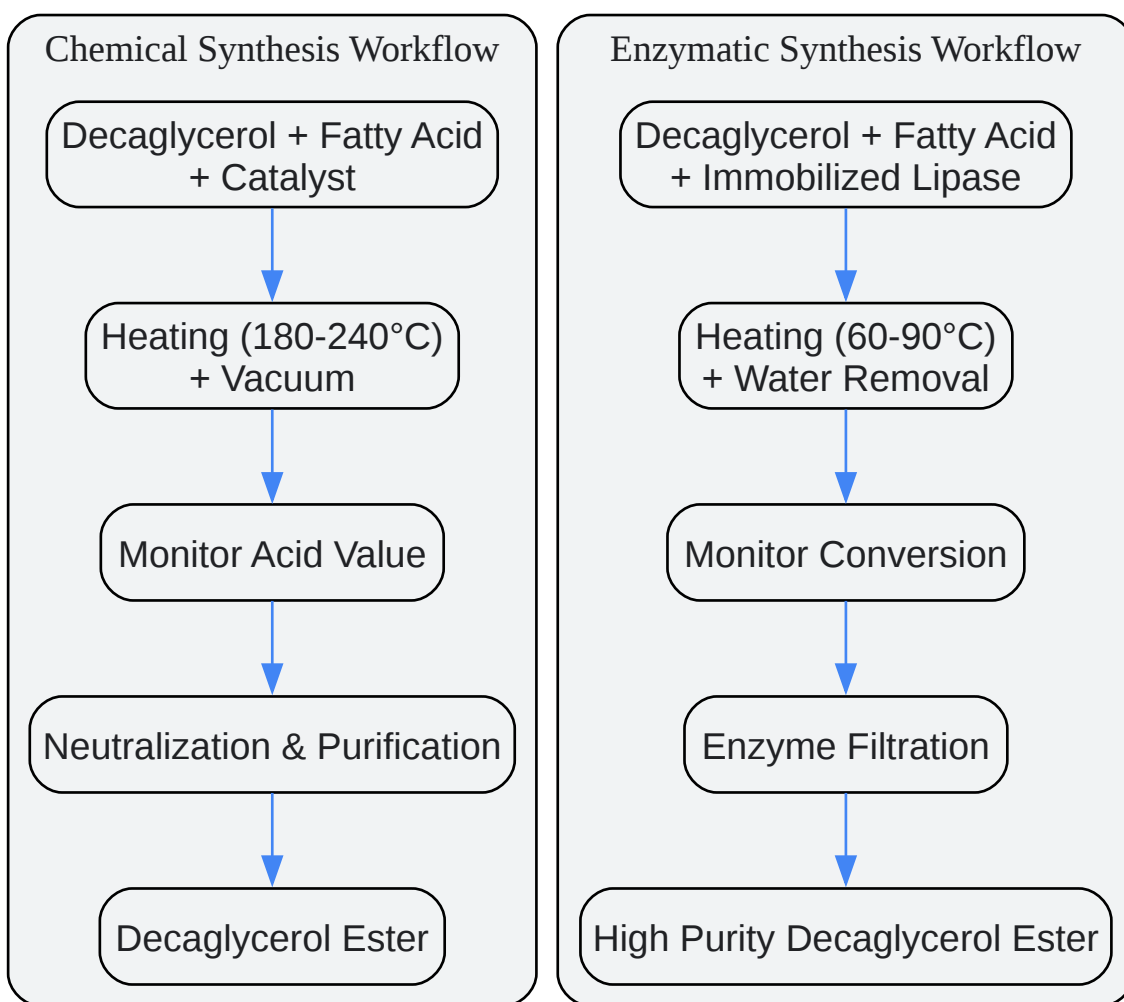 Chemical Synthesis Workflow
Decaglycerol + Fatty Acid
+ Catalyst
Heating (180-240°C)
+ Vacuum
Monitor Acid Value
Neutralization & Purification
Decaglycerol Ester
Enzymatic Synthesis Workflow
Decaglycerol + Fatty Acid
+ Immobilized Lipase
Heating (60-90°C)
+ Water Removal
Monitor Conversion
Enzyme Filtration
High Purity Decaglycerol Ester